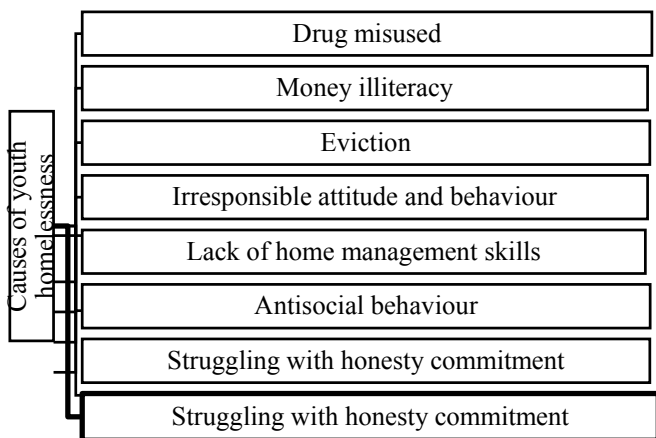 Causes of youth
homelessness
Drug misused
Money illiteracy
Eviction
Irresponsible attitude and behaviour
Lack of home management skills
Antisocial behaviour
Struggling with honesty commitment
Struggling with honesty commitment